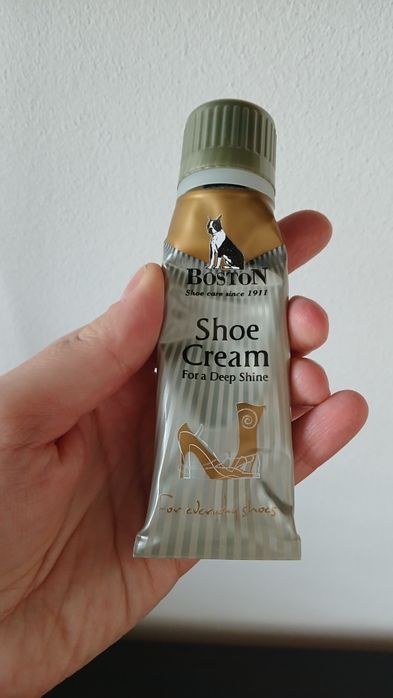 BOSTON
Shoe care since 1911
Shoe
Cream
For a Deep Shine
For everyday shoes